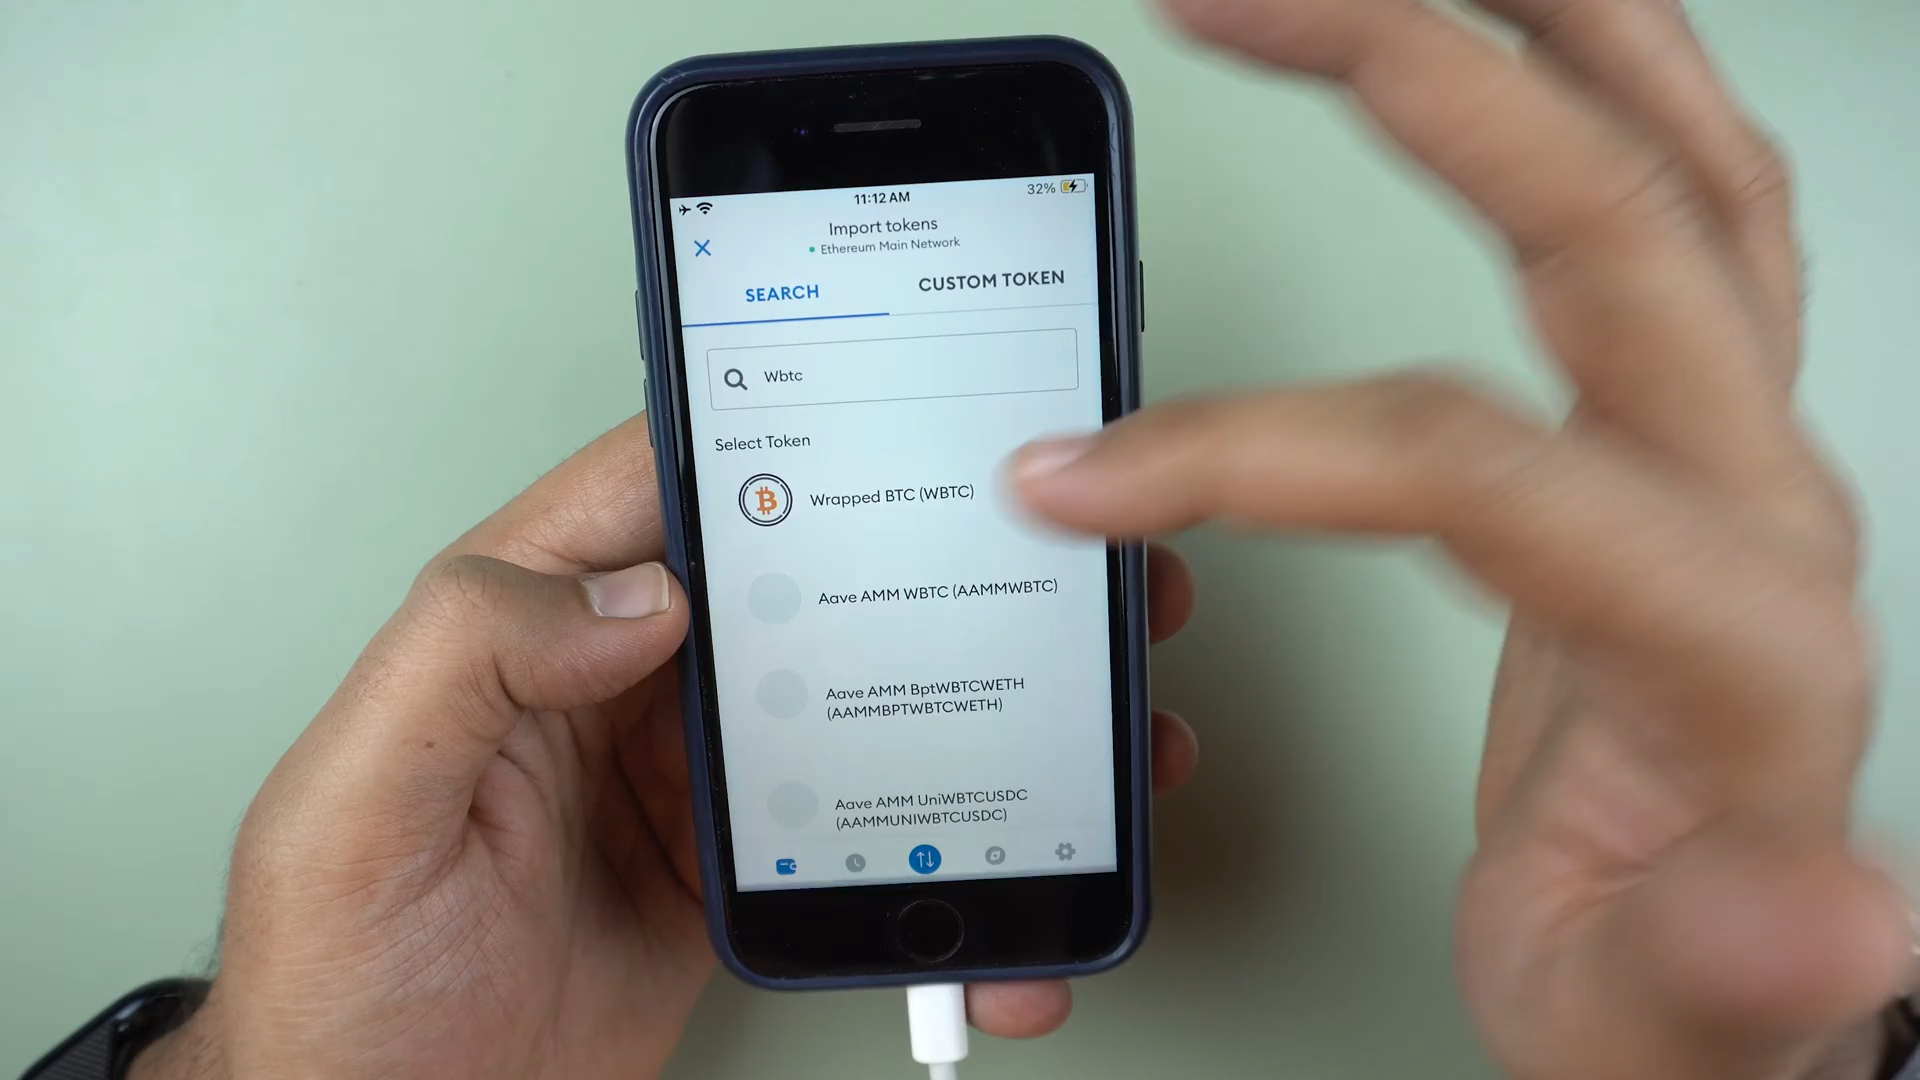 11:12 AM
32%
Import tokens
Ethereum Main Network
SEARCH
CUSTOM TOKEN
Wbtc
Select Token
Wrapped BTC (WBTC)
Aave AMM WBTC (AAMMWBTC)
Aave AMM BptWBTCWETH
(AAMMBPTWBTCWETH)
Aave AMM UniWBTCUSDC
(AAMMUNIWBTCUSDC)